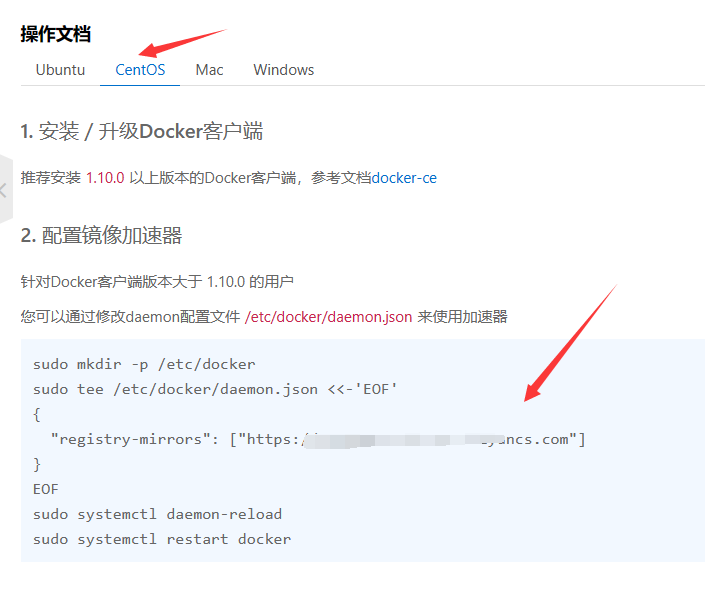 操作文档
Ubuntu CentOS Mac Windows
1. 安装 / 升级Docker客户端
推荐安装 1.10.0 以上版本的Docker客户端，参考文档docker-ce
2. 配置镜像加速器
针对Docker客户端版本大于 1.10.0 的用户
您可以通过修改daemon配置文件 /etc/docker/daemon.json 来使用加速器
sudo mkdir -p /etc/docker
sudo tee /etc/docker/daemon.json <<-'EOF'
{
"registry-mirrors": ["https:/ .com"]
}
EOF
sudo systemctl daemon-reload
sudo systemctl restart docker